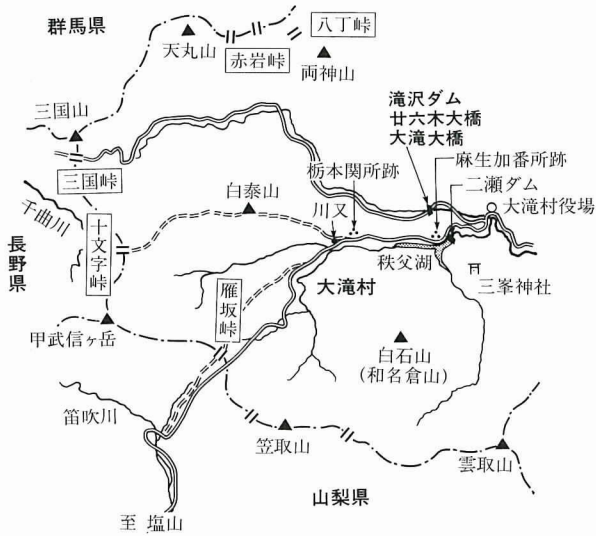 群馬県
八丁峠
天丸山
赤岩峠
両神山
三国山
滝沢ダム
廿六木大橋
大滝大橋
麻生加番所跡
栃本関所跡
二瀬ダム
三国峠
白泰山
川又
大滝村役場
千曲川
十文字峠
長野県
秩父湖
大滝村
三峯神社
雁坂峠
甲武信ヶ岳
白石山
(和名倉山)
笛吹川
笠取山
雲取山
山梨県
至 塩山